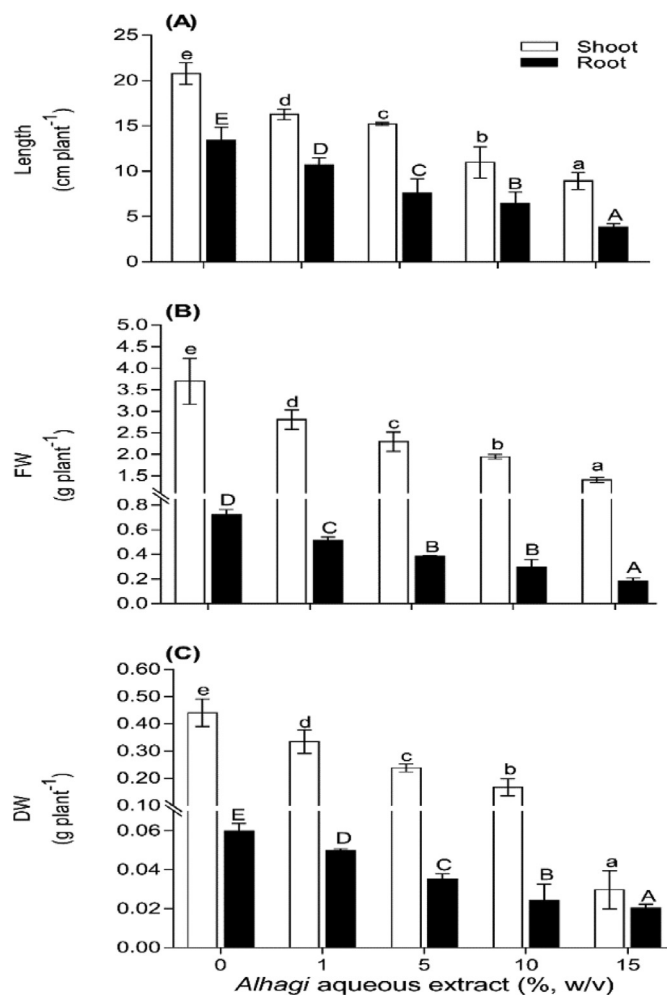 (A)
25
20
15
10
5
0
Length
(cm plant⁻¹)
Shoot
Root
e
E
d
D
c
C
b
B
a
A
(B)
5.0
4.5
4.0
3.5
3.0
2.5
2.0
1.5
0.8
0.6
0.4
0.2
0.0
FW
(g plant⁻¹)
e
D
d
C
c
B
b
B
a
A
(C)
0.60
0.50
0.40
0.30
0.20
0.10
0.06
0.04
0.02
0.00
DW
(g plant⁻¹)
e
E
d
D
c
C
b
B
a
A
0 1 5 10 15
Alhagi aqueous extract (%, w/v)